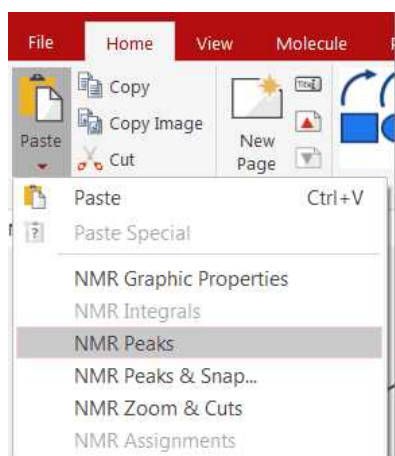 File Home View Molecule
Copy
Copy Image
Cut
Paste
New
Page
Paste Ctrl+V
Paste Special
NMR Graphic Properties
NMR Integrals
NMR Peaks
NMR Peaks & Snap...
NMR Zoom & Cuts
NMR Assignments